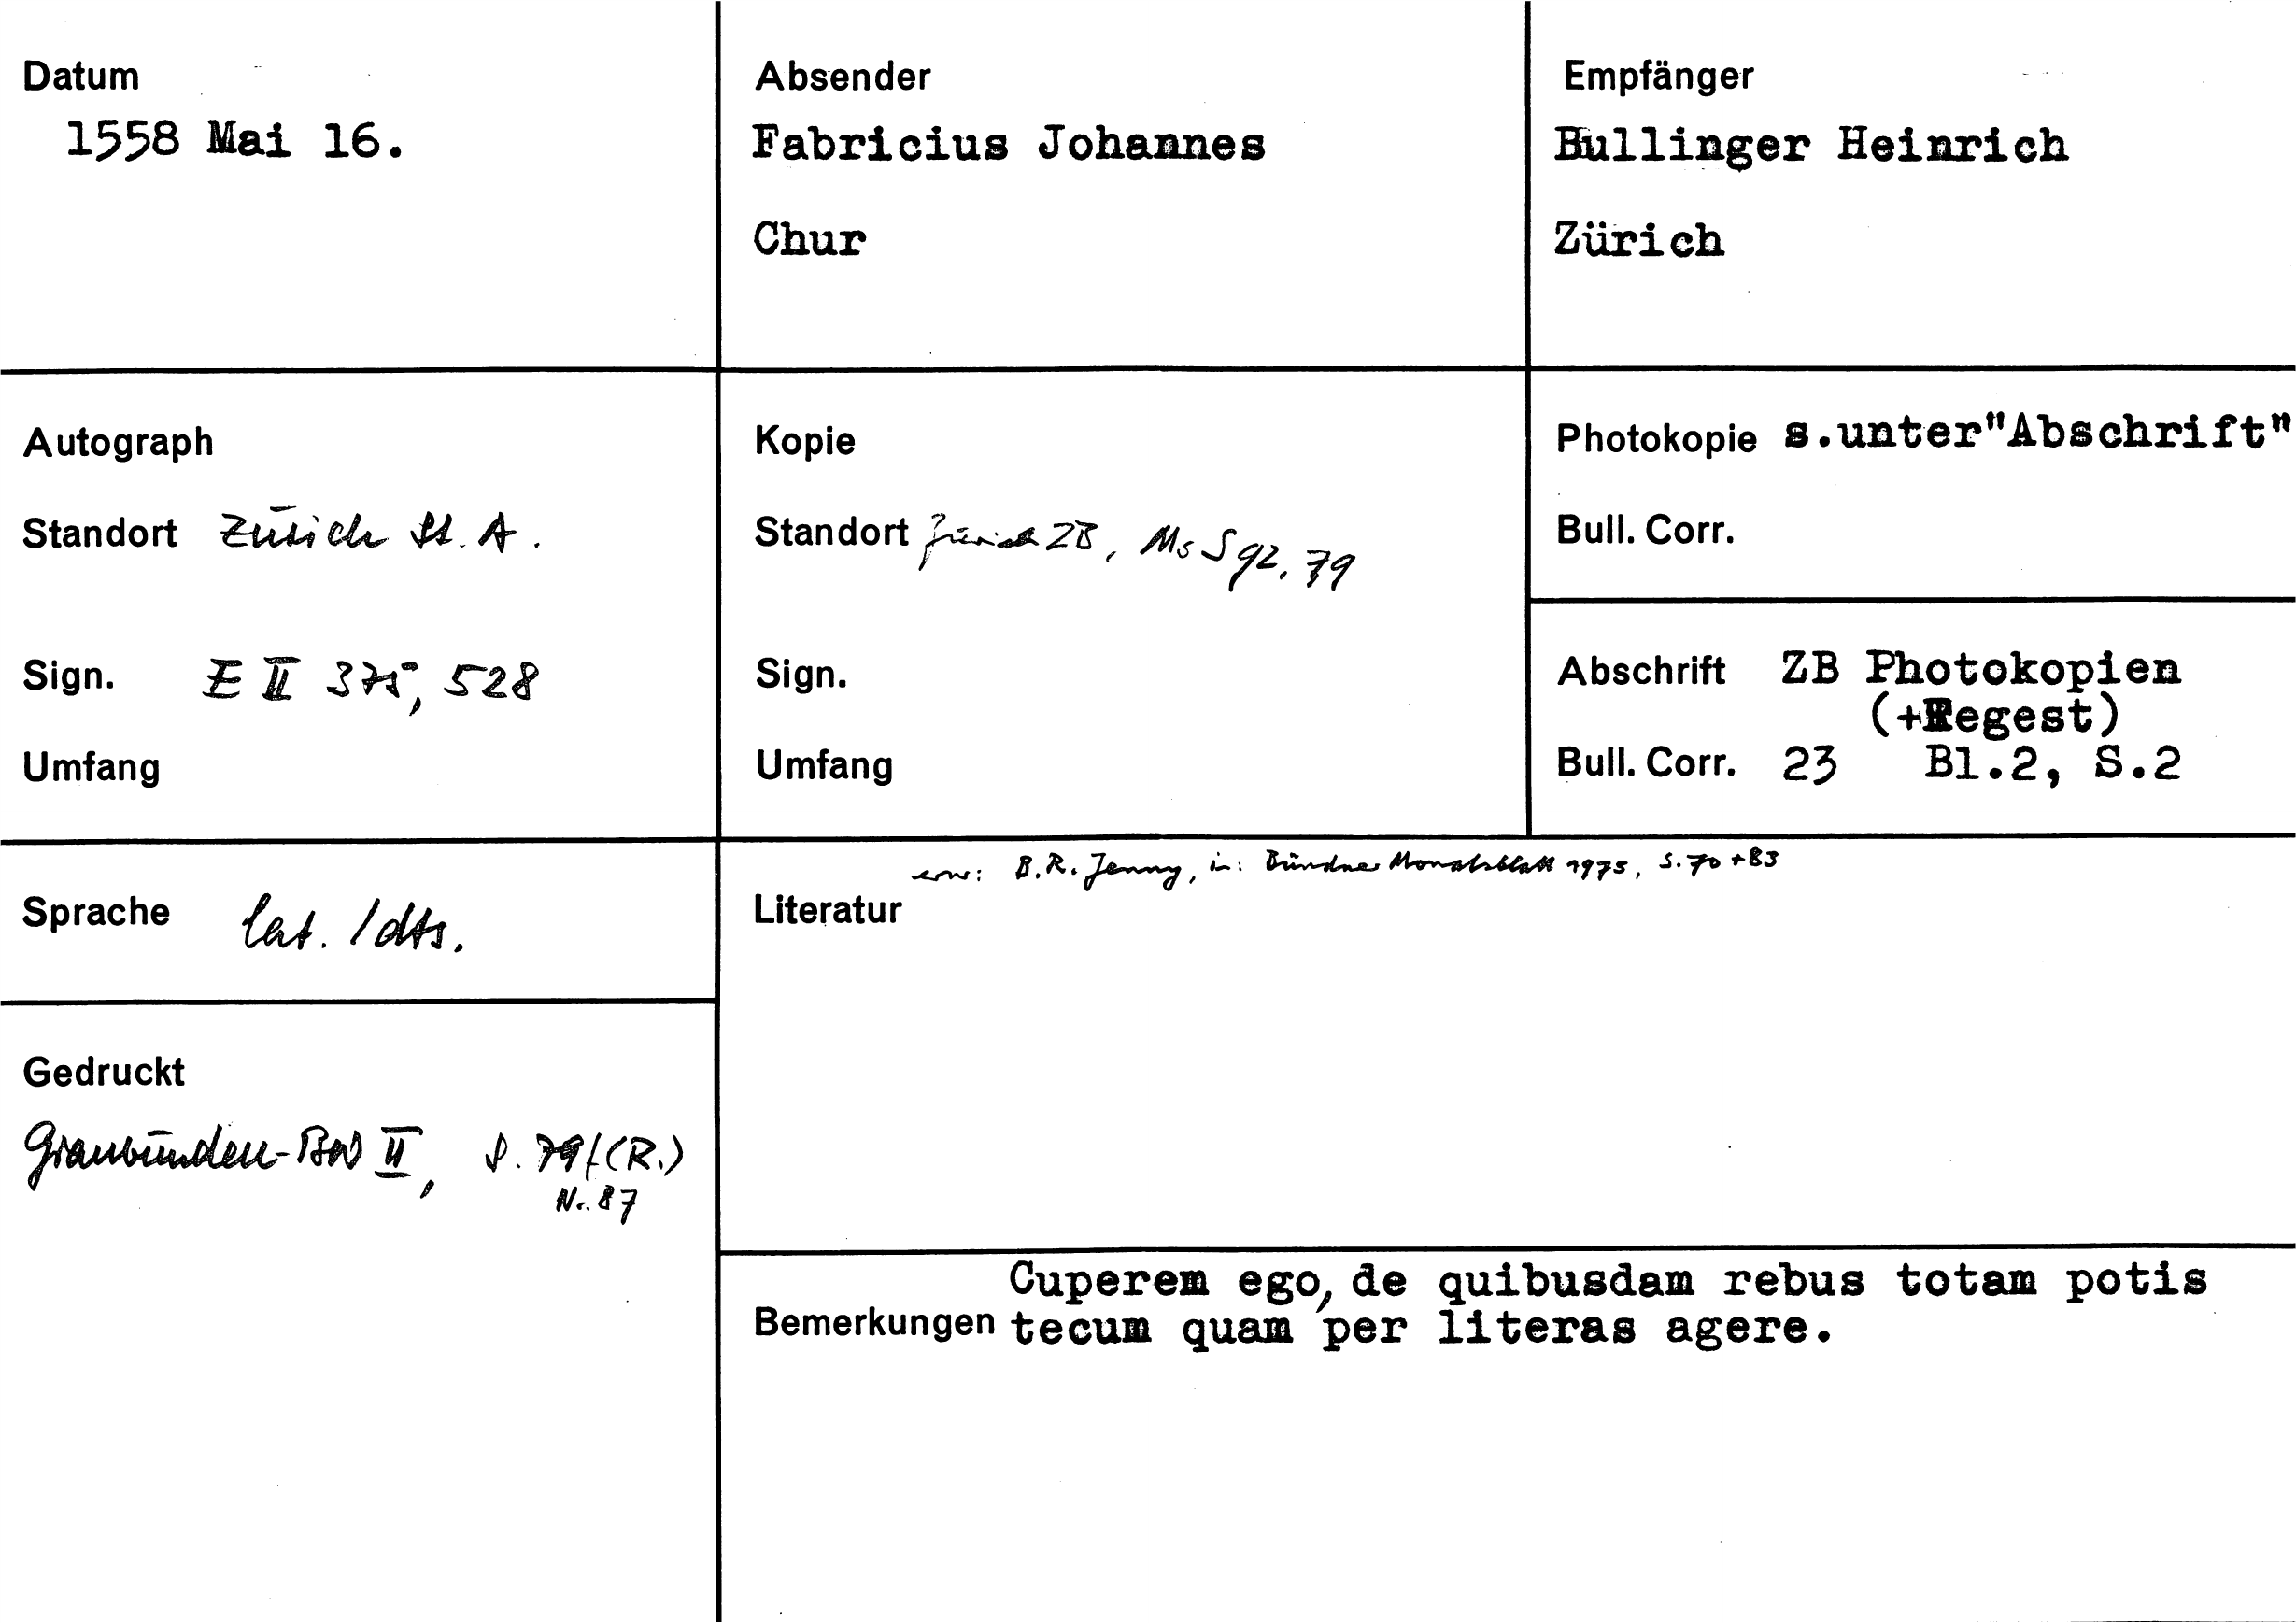 Datum
1558 Mai 16.
Absender
Fabricius Johannes
Chur
Empfänger
Bullinger Heinrich
Zürich
Autograph
Standort Zürich St. A.
Sign. E II 375, 528
Umfang
Kopie
Standort Zürich ZB, Ms S 92, 79
Sign.
Umfang
Photokopie s.unter"Abschrift"
Bull. Corr.
Abschrift ZB Photokopien
(+Regest)
Bull. Corr. 23 Bl.2, S.2
Sprache lat. / dts.
Gedruckt
Graubünden-BW II, S. 79f (R.)
Nr. 87
erw: B.R. Jenny, in: Bündner Monatsblatt 1975, S. 70 + 83
Literatur
Cuperem ego, de quibusdam rebus totam potis
Bemerkungen tecum quam per literas agere.